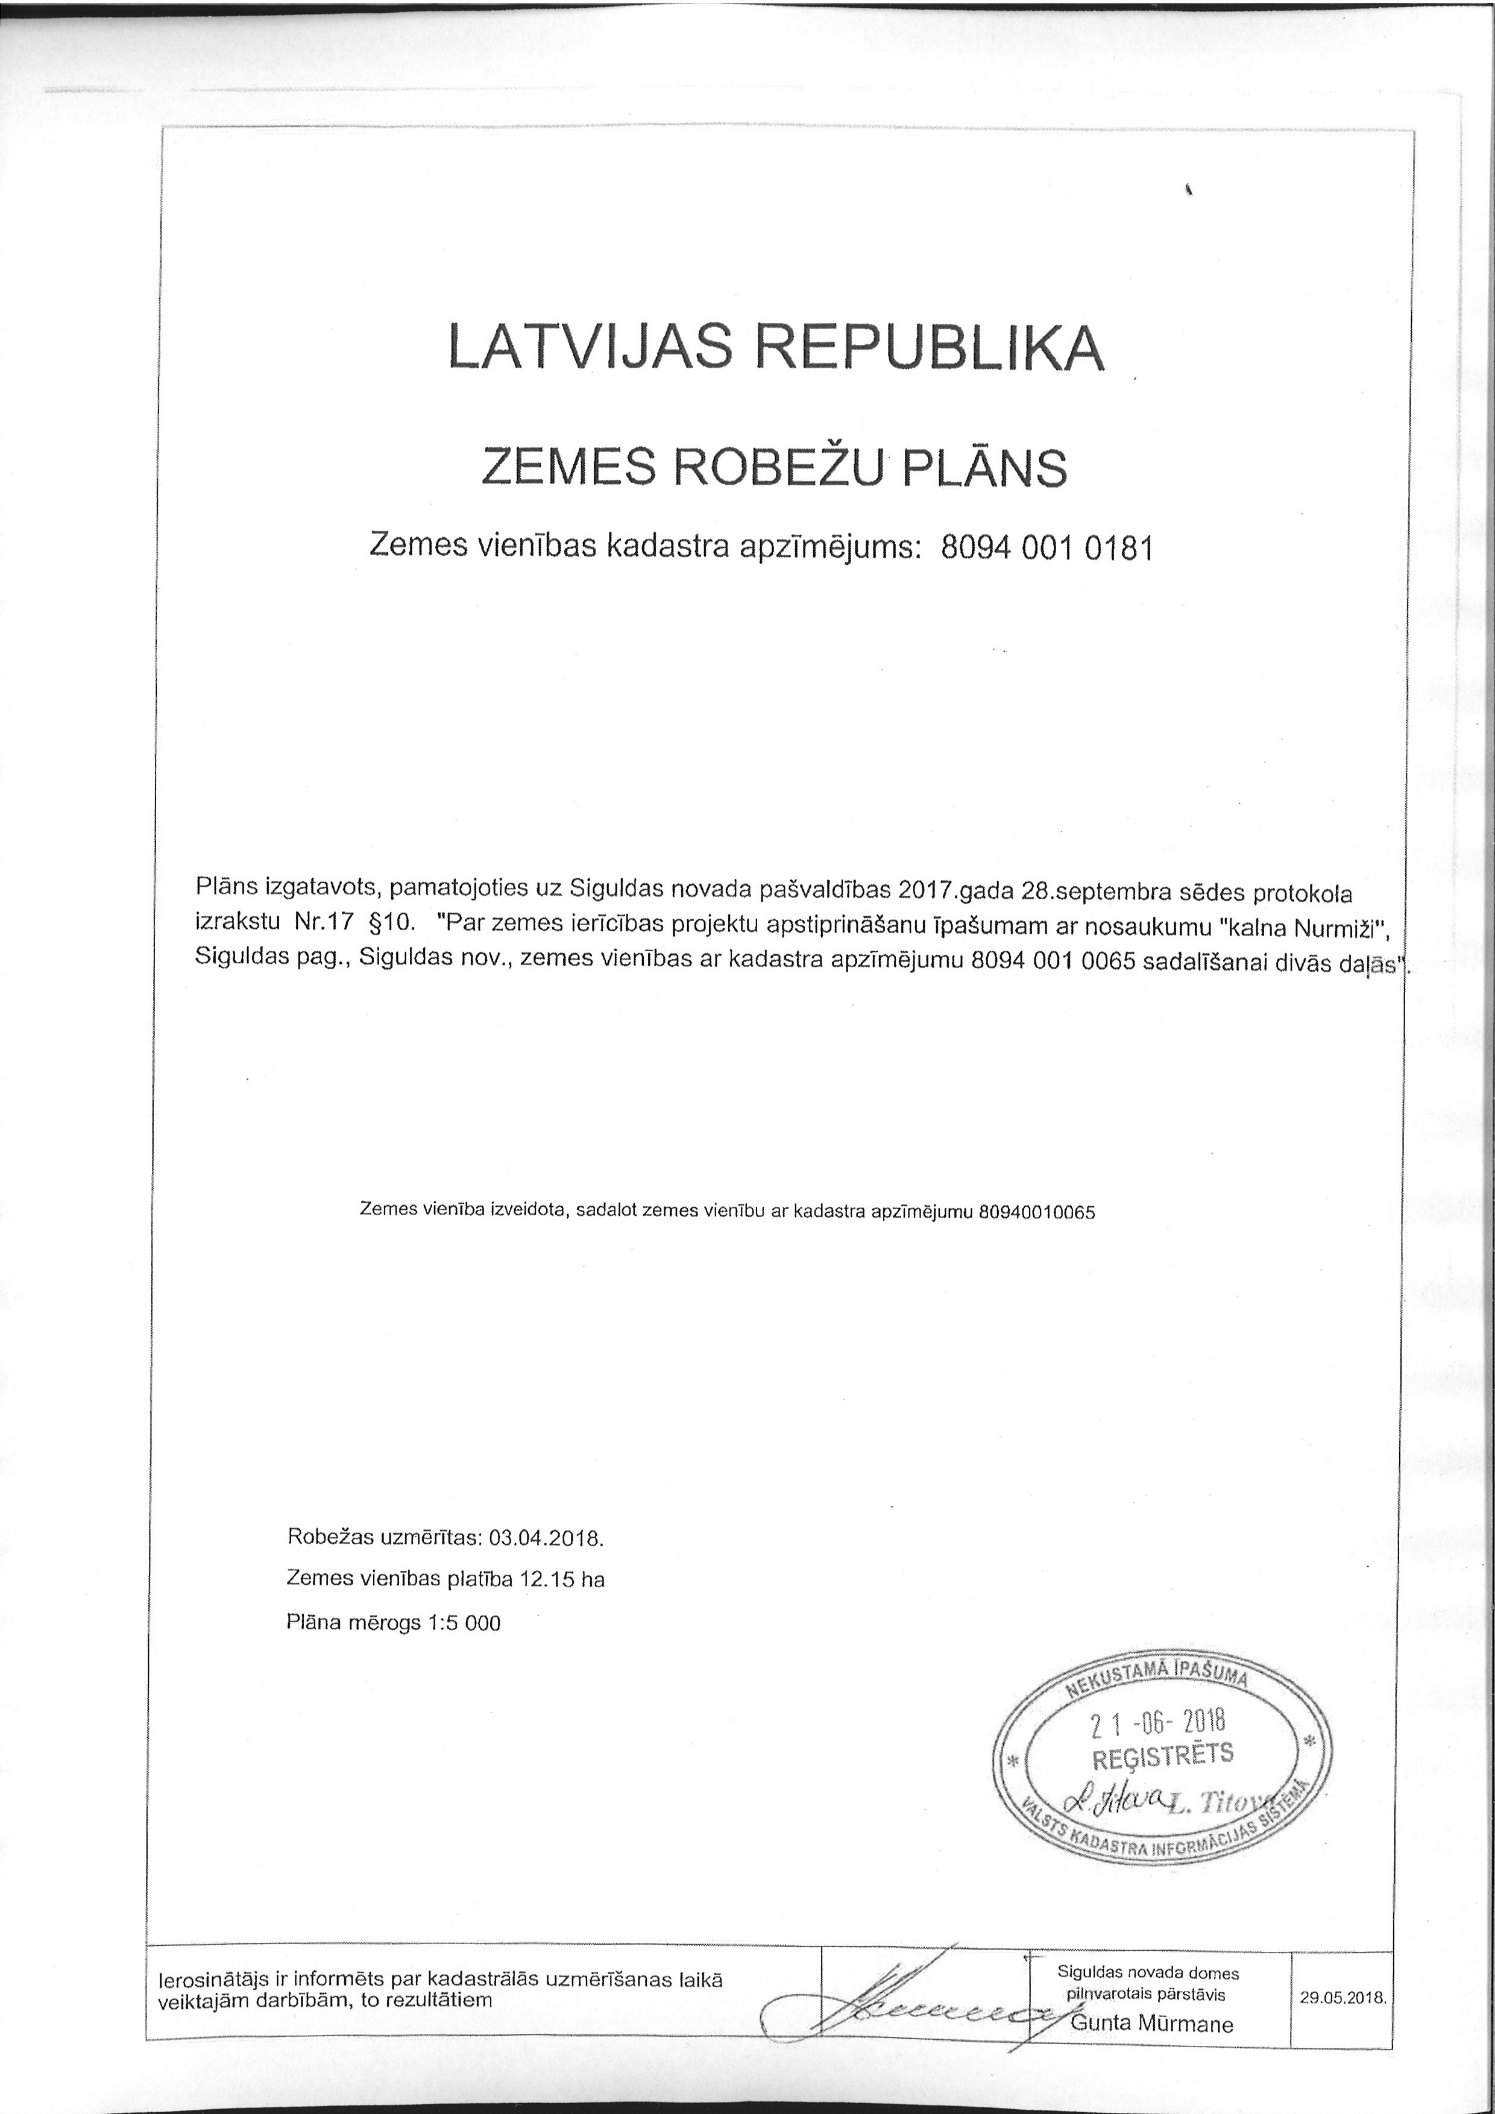 LATVIJAS REPUBLIKA
ZEMES ROBEŽU PLĀNS
Zemes vienības kadastra apzīmējums: 8094 001 0181
Plāns izgatavots, pamatojoties uz Siguldas novada pašvaldības 2017.gada 28.septembra sēdes protokola
izrakstu Nr.17 §10. "Par zemes ierīcības projektu apstiprināšanu īpašumam ar nosaukumu "kalna Nurmiži",
Siguldas pag., Siguldas nov., zemes vienības ar kadastra apzīmējumu 8094 001 0065 sadalīšanai divās daļās".
Zemes vienība izveidota, sadalot zemes vienību ar kadastra apzīmējumu 80940010065
Robežas uzmērītas: 03.04.2018.
Zemes vienības platība 12.15 ha
Plāna mērogs 1:5 000
NEKUSTAMĀ ĪPAŠUMA
21 -06- 2018
REĢISTRĒTS
L. Titova L. Titova
* VALSTS KADASTRA INFORMĀCIJAS SISTĒMĀ *
Ierosinātājs ir informēts par kadastrālās uzmērīšanas laikā
veiktajām darbībām, to rezultātiem
Siguldas novada domes
pilnvarotais pārstāvis
Gunta Mūrmane
29.05.2018.